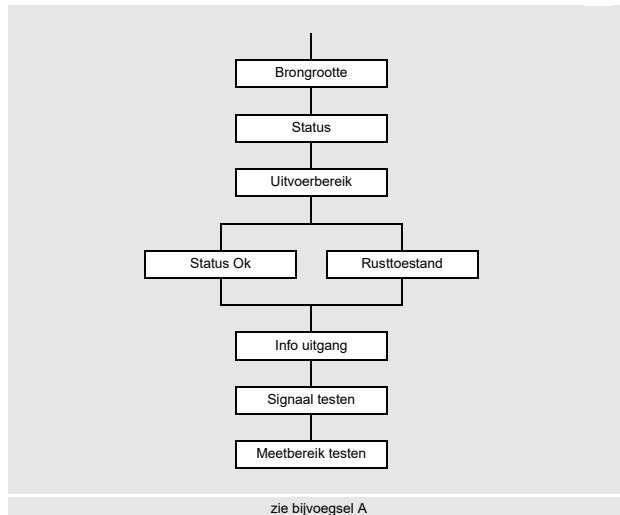 Brongrootte
Status
Uitvoerbereik
Status Ok
Rusttoestand
Info uitgang
Signaal testen
Meetbereik testen
zie bijvoegsel A